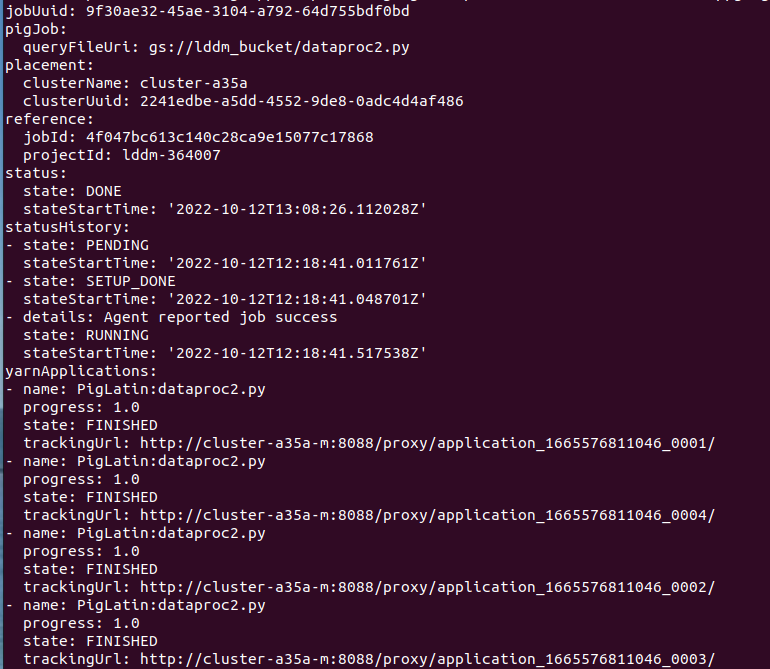 jobUuid: 9f30ae32-45ae-3104-a792-64d755bdf0bd
pigJob:
  queryFileUri: gs://lddm_bucket/dataproc2.py
placement:
  clusterName: cluster-a35a
  clusterUuid: 2241edbe-a5dd-4552-9de8-0adc4d4af486
reference:
  jobId: 4f047bc613c140c28ca9e15077c17868
  projectId: lddm-364007
status:
  state: DONE
  stateStartTime: '2022-10-12T13:08:26.112028Z'
statusHistory:
- state: PENDING
  stateStartTime: '2022-10-12T12:18:41.011761Z'
- state: SETUP_DONE
  stateStartTime: '2022-10-12T12:18:41.048701Z'
- details: Agent reported job success
  state: RUNNING
  stateStartTime: '2022-10-12T12:18:41.517538Z'
yarnApplications:
- name: PigLatin:dataproc2.py
  progress: 1.0
  state: FINISHED
  trackingUrl: http://cluster-a35a-m:8088/proxy/application_1665576811046_0001/
- name: PigLatin:dataproc2.py
  progress: 1.0
  state: FINISHED
  trackingUrl: http://cluster-a35a-m:8088/proxy/application_1665576811046_0004/
- name: PigLatin:dataproc2.py
  progress: 1.0
  state: FINISHED
  trackingUrl: http://cluster-a35a-m:8088/proxy/application_1665576811046_0002/
- name: PigLatin:dataproc2.py
  progress: 1.0
  state: FINISHED
  trackingUrl: http://cluster-a35a-m:8088/proxy/application_1665576811046_0003/